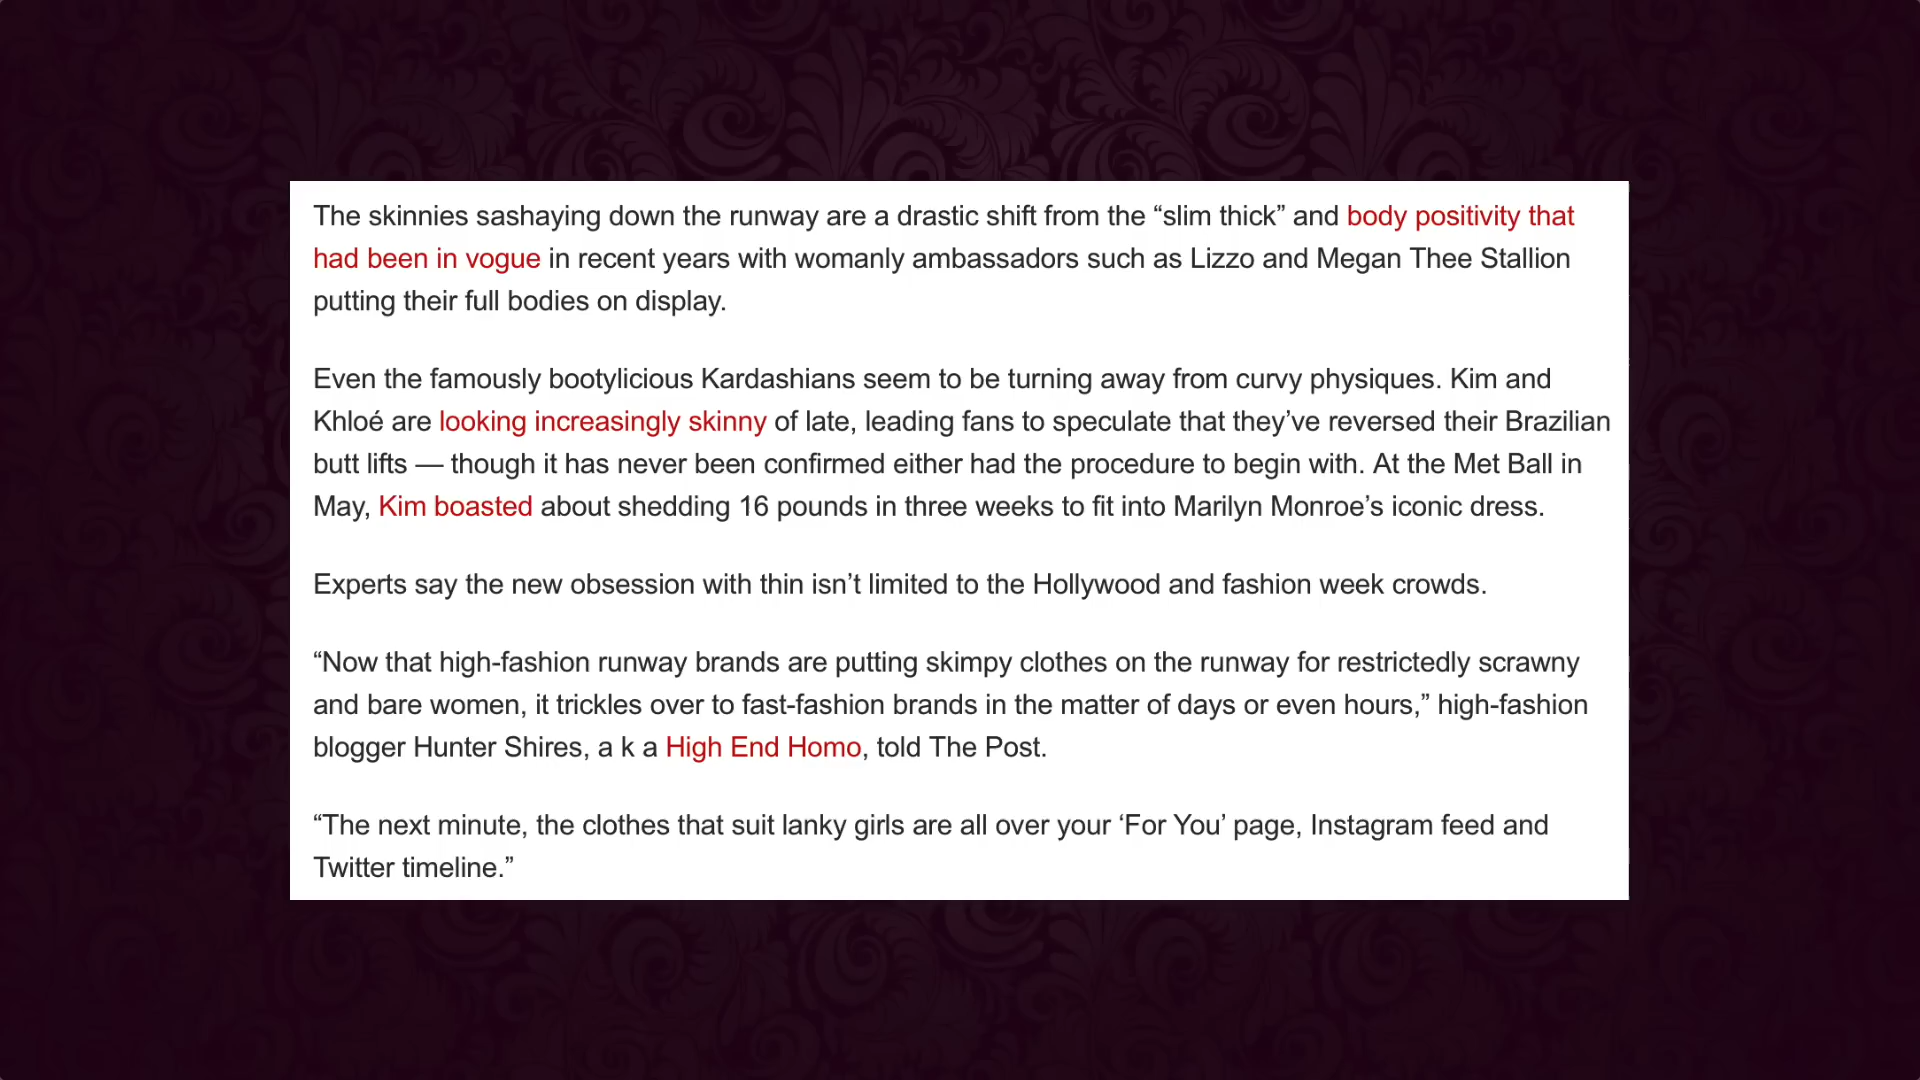 The skinnies sashaying down the runway are a drastic shift from the “slim thick” and body positivity that
had been in vogue in recent years with womanly ambassadors such as Lizzo and Megan Thee Stallion
putting their full bodies on display.
Even the famously bootylicious Kardashians seem to be turning away from curvy physiques. Kim and
Khloé are looking increasingly skinny of late, leading fans to speculate that they’ve reversed their Brazilian
butt lifts — though it has never been confirmed either had the procedure to begin with. At the Met Ball in
May, Kim boasted about shedding 16 pounds in three weeks to fit into Marilyn Monroe’s iconic dress.
Experts say the new obsession with thin isn’t limited to the Hollywood and fashion week crowds.
“Now that high-fashion runway brands are putting skimpy clothes on the runway for restrictedly scrawny
and bare women, it trickles over to fast-fashion brands in the matter of days or even hours,” high-fashion
blogger Hunter Shires, a k a High End Homo, told The Post.
“The next minute, the clothes that suit lanky girls are all over your ‘For You’ page, Instagram feed and
Twitter timeline.”